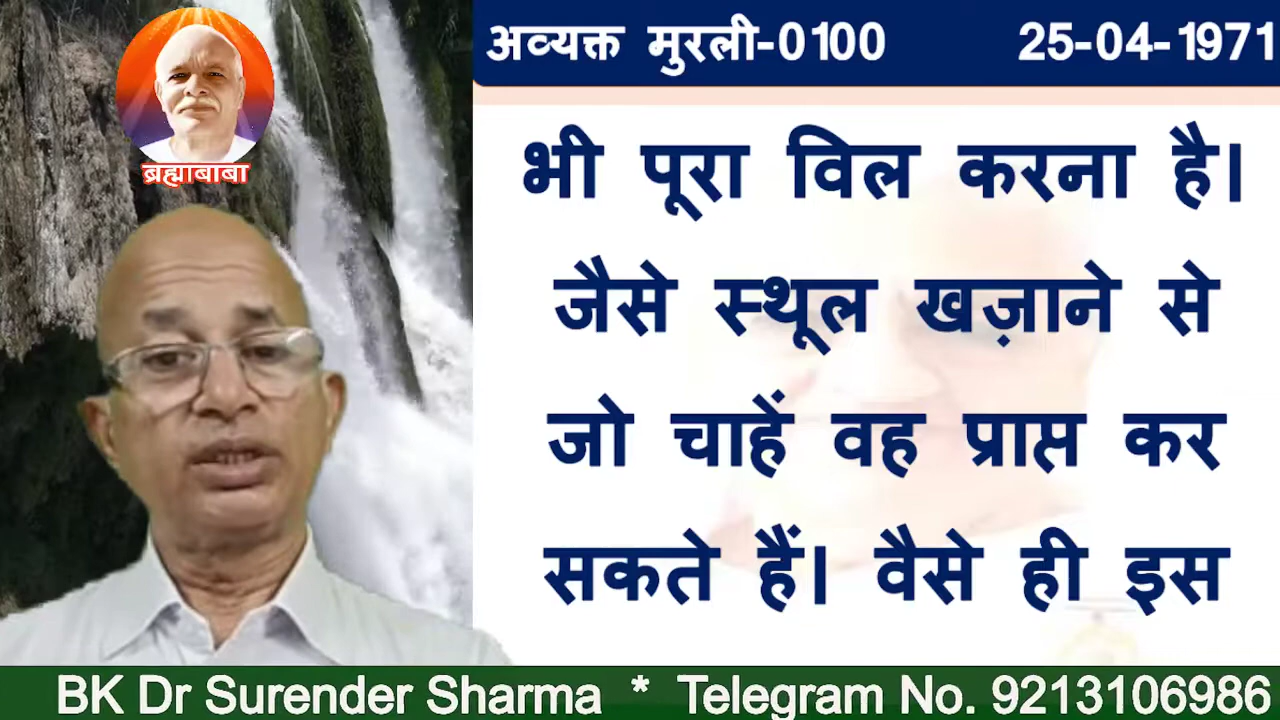 अव्यक्त मुरली-0100 25-04-1971
ब्रह्माबाबा
भी पूरा विल करना है।
जैसे स्थूल खज़ाने से
जो चाहें वह प्राप्त कर
सकते हैं। वैसे ही इस
BK Dr Surender Sharma * Telegram No. 9213106986